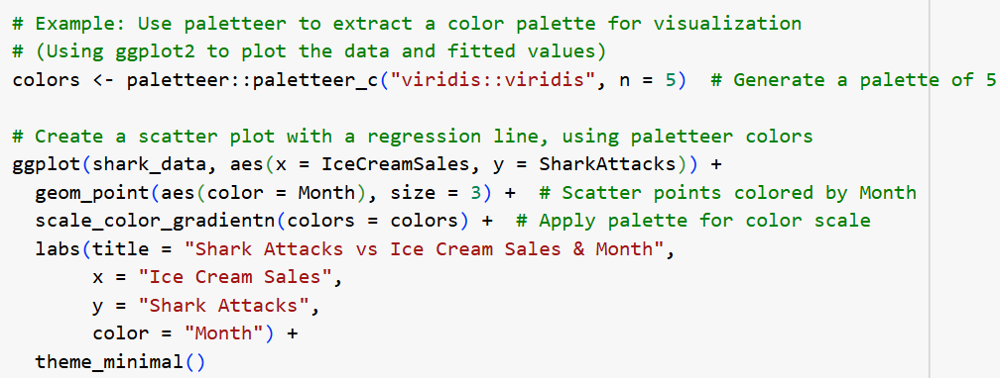 # Example: Use paletteer to extract a color palette for visualization
# (Using ggplot2 to plot the data and fitted values)
colors <- paletteer::paletteer_c("viridis::viridis", n = 5)  # Generate a palette of 5
# Create a scatter plot with a regression line, using paletteer colors
ggplot(shark_data, aes(x = IceCreamSales, y = SharkAttacks)) +
  geom_point(aes(color = Month), size = 3) +  # Scatter points colored by Month
  scale_color_gradientn(colors = colors) +  # Apply palette for color scale
  labs(title = "Shark Attacks vs Ice Cream Sales & Month",
       x = "Ice Cream Sales",
       y = "Shark Attacks",
       color = "Month") +
  theme_minimal()